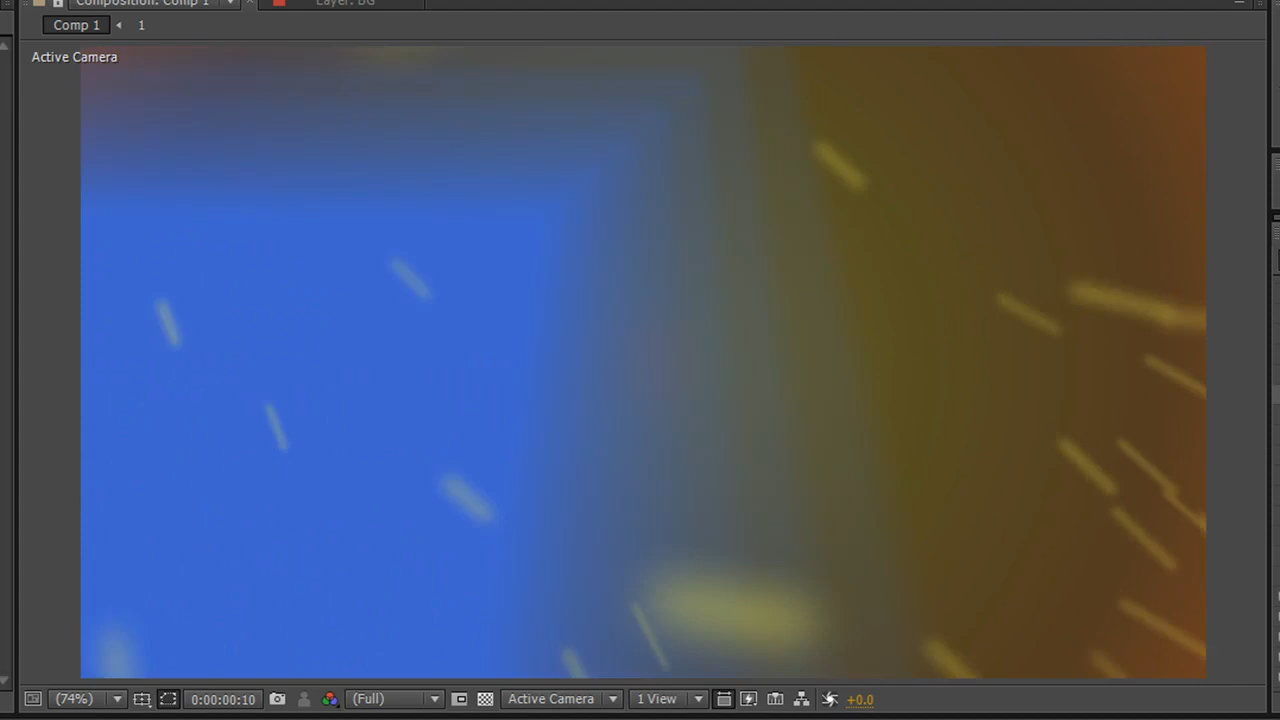 Composition: Comp 1
Layer: BG
Comp 1
1
Active Camera
(74%)
0:00:00:10
(Full)
Active Camera
1 View
+0.0